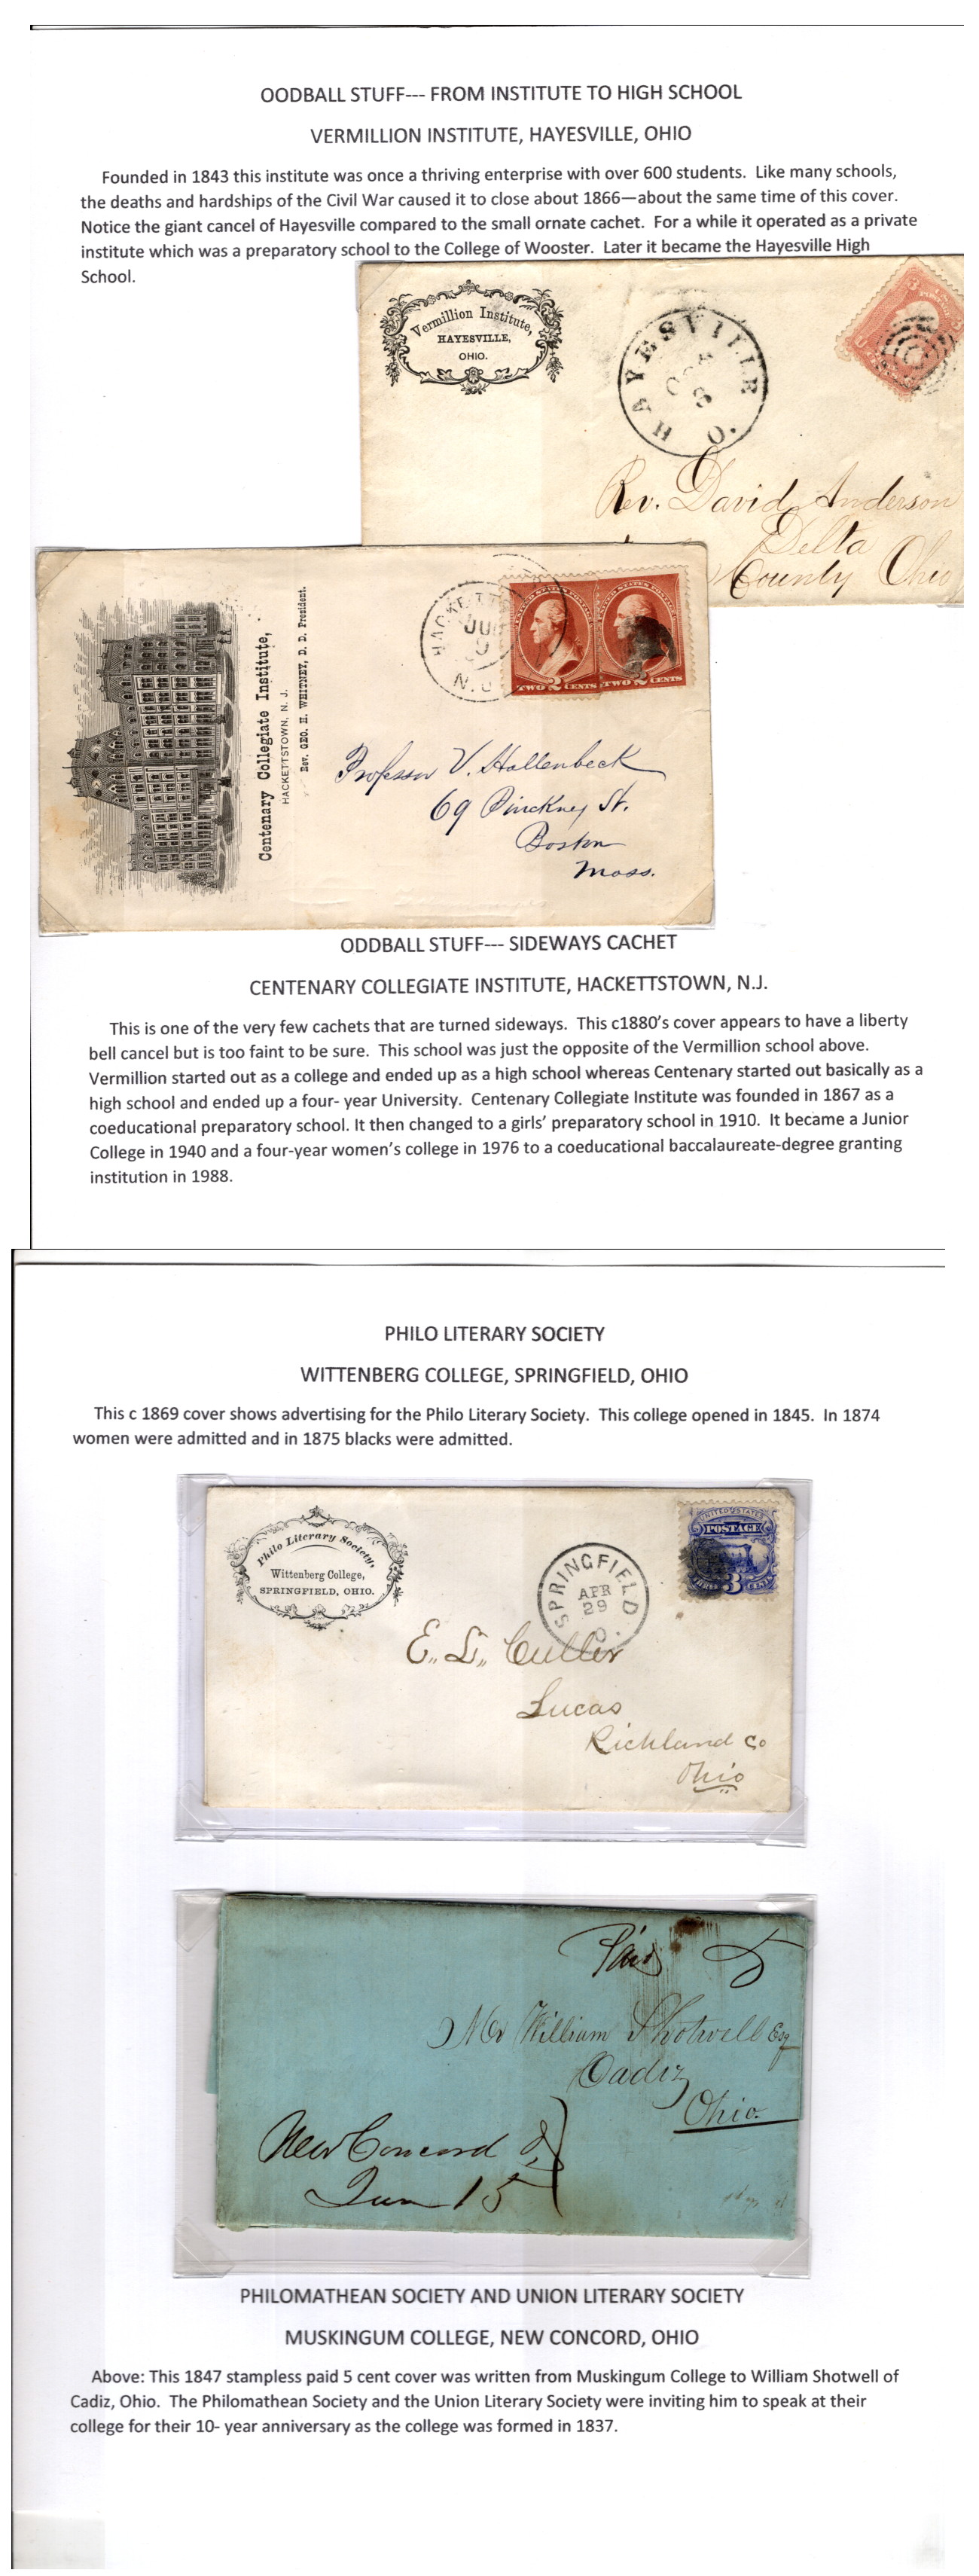 OODBALL STUFF--- FROM INSTITUTE TO HIGH SCHOOL
VERMILLION INSTITUTE, HAYESVILLE, OHIO
Founded in 1843 this institute was once a thriving enterprise with over 600 students. Like many schools,
the deaths and hardships of the Civil War caused it to close about 1866—about the same time of this cover.
Notice the giant cancel of Hayesville compared to the small ornate cachet. For a while it operated as a private
institute which was a preparatory school to the College of Wooster. Later it became the Hayesville High
School.
Vermillion Institute,
HAYESVILLE,
OHIO.
HAYESVILLE O.
8
3
Rev. David Anderson
Delta
County Ohio
Centenary Collegiate Institute,
HACKETTSTOWN, N. J.
Rev. GEO. H. WHITNEY, D. D. President.
HACKETT
N.J
UNITED STATES POSTAGE
TWO 2 CENTS
UNITED STATES POSTAGE
TWO 2 CENTS
Professor V. Hallenbeck
69 Pinckney St.
Boston
Mass.
ODDBALL STUFF--- SIDEWAYS CACHET
CENTENARY COLLEGIATE INSTITUTE, HACKETTSTOWN, N.J.
This is one of the very few cachets that are turned sideways. This c1880's cover appears to have a liberty
bell cancel but is too faint to be sure. This school was just the opposite of the Vermillion school above.
Vermillion started out as a college and ended up as a high school whereas Centenary started out basically as a
high school and ended up a four- year University. Centenary Collegiate Institute was founded in 1867 as a
coeducational preparatory school. It then changed to a girls' preparatory school in 1910. It became a Junior
College in 1940 and a four-year women's college in 1976 to a coeducational baccalaureate-degree granting
institution in 1988.
PHILO LITERARY SOCIETY
WITTENBERG COLLEGE, SPRINGFIELD, OHIO
This c 1869 cover shows advertising for the Philo Literary Society. This college opened in 1845. In 1874
women were admitted and in 1875 blacks were admitted.
Philo Literary Society,
Wittenberg College,
SPRINGFIELD, OHIO.
SPRINGFIELD O.
APR
29
UNITED STATES
POSTAGE
3 CENTS
E. L. Culler
Lucas
Richland Co
Ohio
Paid 5
Mr William Shotwell Esq
Cadiz
Ohio.
New Concord O,
Jun 15
PHILOMATHEAN SOCIETY AND UNION LITERARY SOCIETY
MUSKINGUM COLLEGE, NEW CONCORD, OHIO
Above: This 1847 stampless paid 5 cent cover was written from Muskingum College to William Shotwell of
Cadiz, Ohio. The Philomathean Society and the Union Literary Society were inviting him to speak at their
college for their 10- year anniversary as the college was formed in 1837.